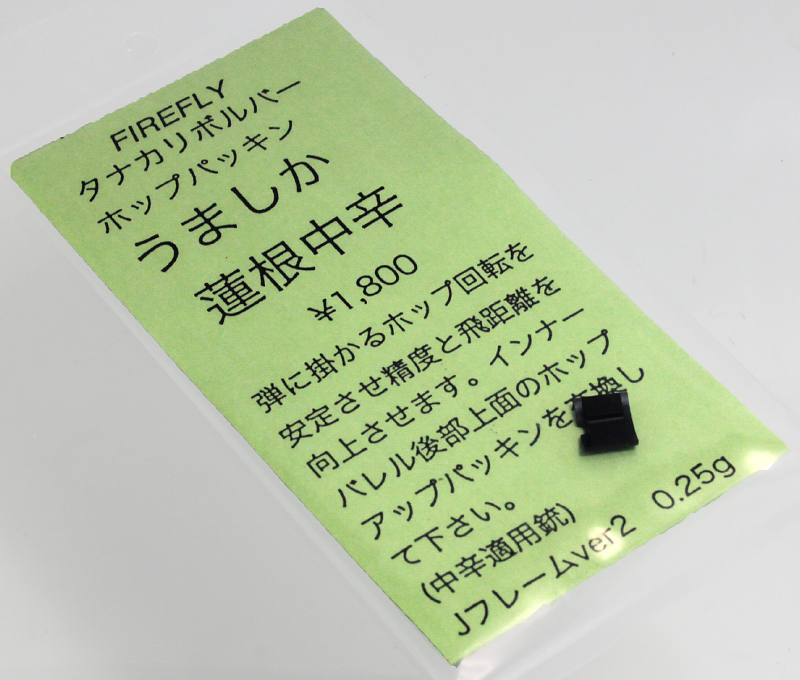 FIREFLY
タナカリボルバー
ホップパッキン
うましか
蓮根中辛
¥1,800
弾に掛かるホップ回転を
安定させ精度と飛距離を
向上させます。インナー
バレル後部上面のホップ
アップパッキンを交換し
て下さい。
(中辛適用銃)
Jフレームver2 0.25g